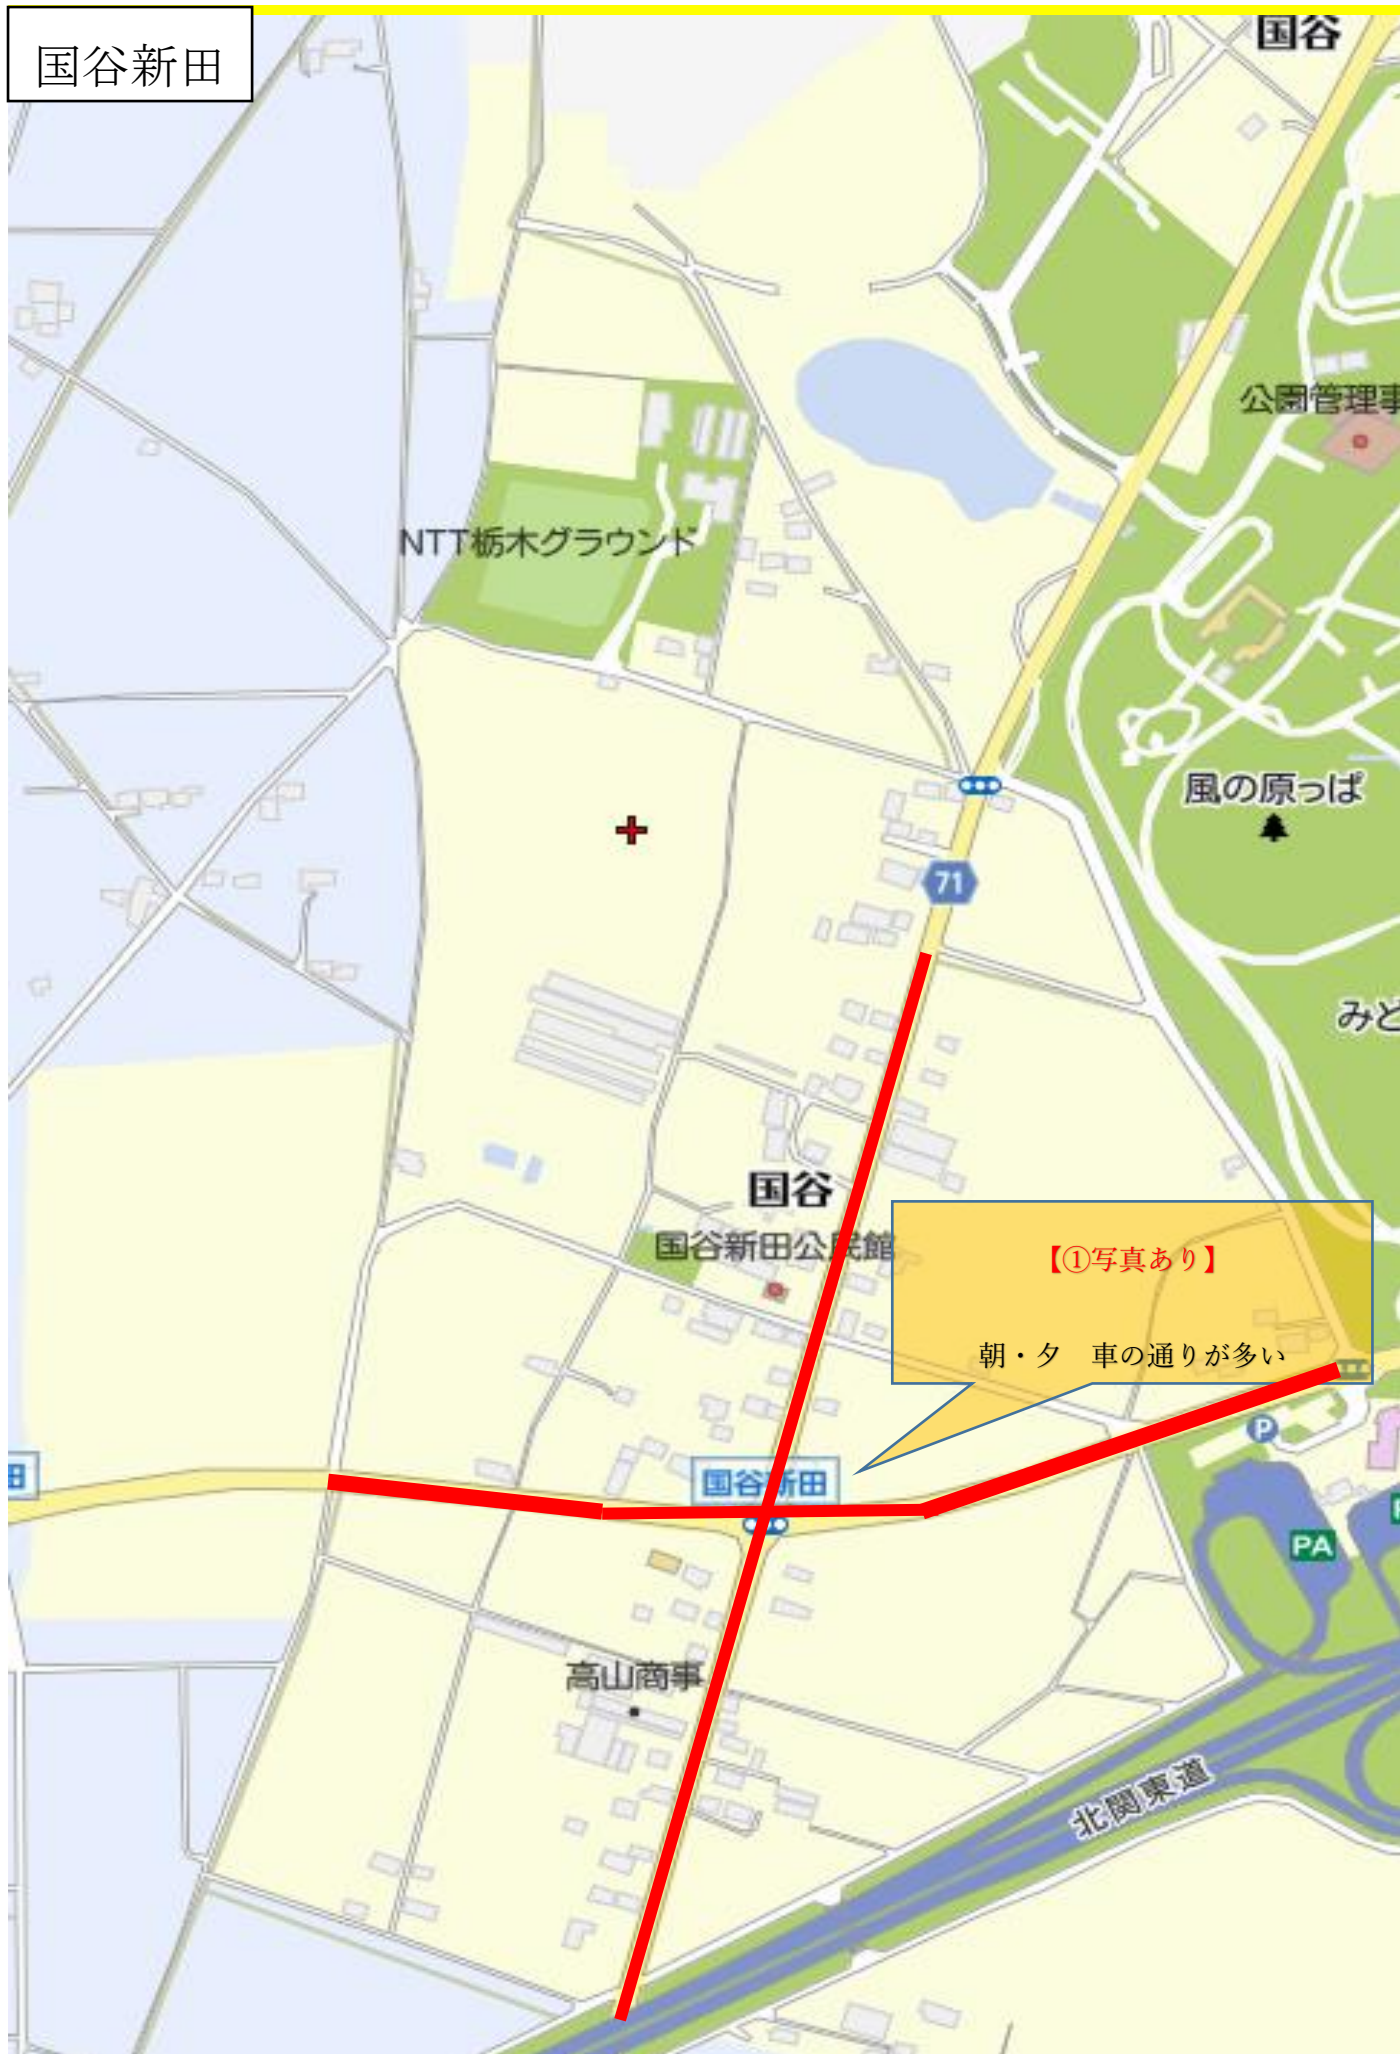 国谷新田
国谷
公園管理事
NTT栃木グラウンド
風の原っぱ
71
みど
国谷
国谷新田公民館
【①写真あり】
朝・夕　車の通りが多い
P
田
国谷新田
PA
高山商事
北関東道